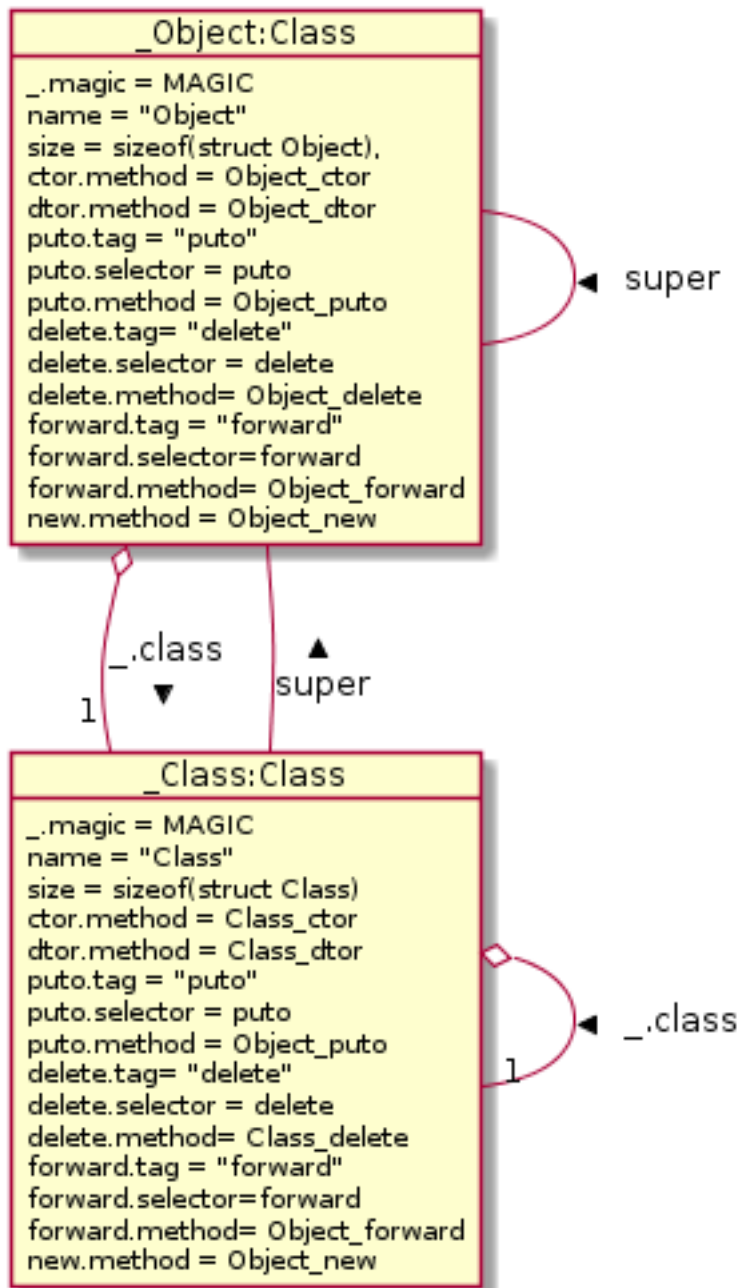 _Object:Class
_.magic = MAGIC
name = "Object"
size = sizeof(struct Object),
ctor.method = Object_ctor
dtor.method = Object_dtor
puto.tag = "puto"
puto.selector = puto
puto.method = Object_puto
delete.tag= "delete"
delete.selector = delete
delete.method= Object_delete
forward.tag = "forward"
forward.selector=forward
forward.method= Object_forward
new.method = Object_new
super
_.class
super
1
_Class:Class
_.magic = MAGIC
name = "Class"
size = sizeof(struct Class)
ctor.method = Class_ctor
dtor.method = Class_dtor
puto.tag = "puto"
puto.selector = puto
puto.method = Object_puto
delete.tag= "delete"
delete.selector = delete
delete.method= Class_delete
forward.tag = "forward"
forward.selector=forward
forward.method= Object_forward
new.method = Object_new
_.class
1